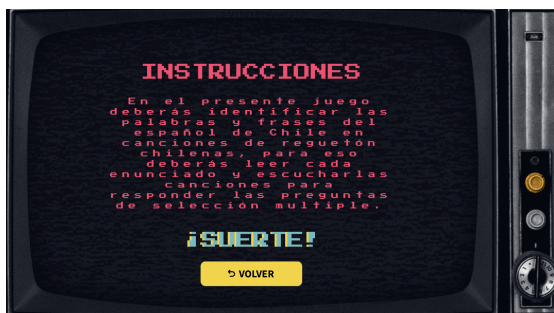 INSTRUCCIONES
En el presente juego
deberás identificar las
palabras y frases del
español de Chile en
canciones de reguetón
chilenas, para eso
deberás leer cada
enunciado y escucharlas
canciones para
responder las preguntas
de selección multiple.
¡SUERTE!
VOLVER